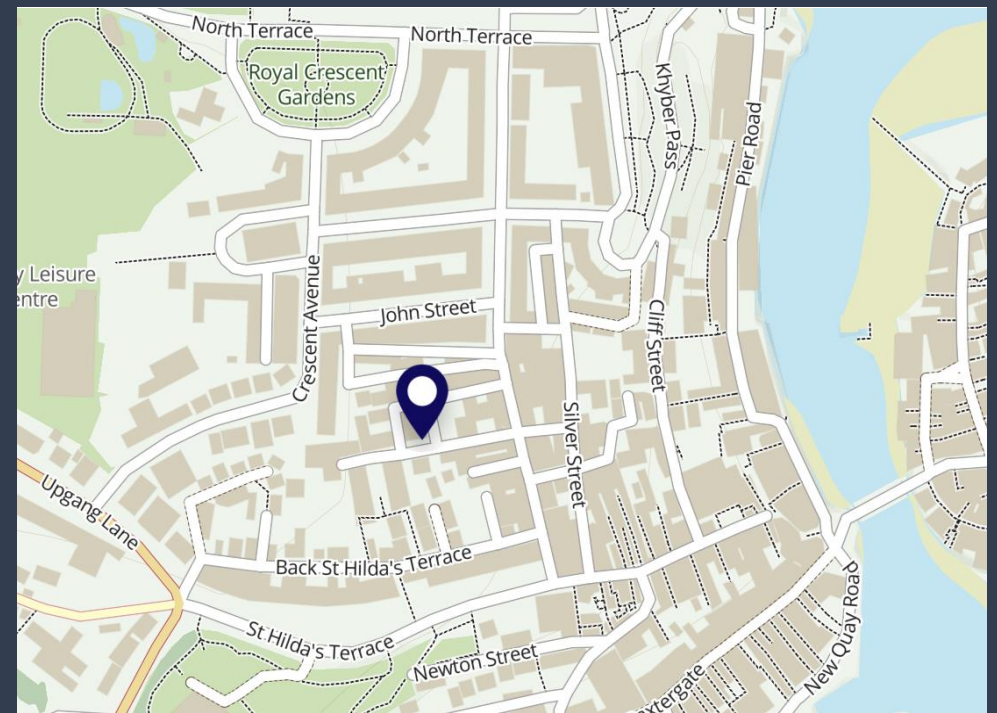 North Terrace
North Terrace
Royal Crescent
Gardens
Khyber Pass
Pier Road
y Leisure
entre
Crescent Avenue
John Street
Cliff Street
Silver Street
Upgang Lane
Back St Hilda's Terrace
St Hilda's Terrace
Newton Street
extergate
New Quay Road